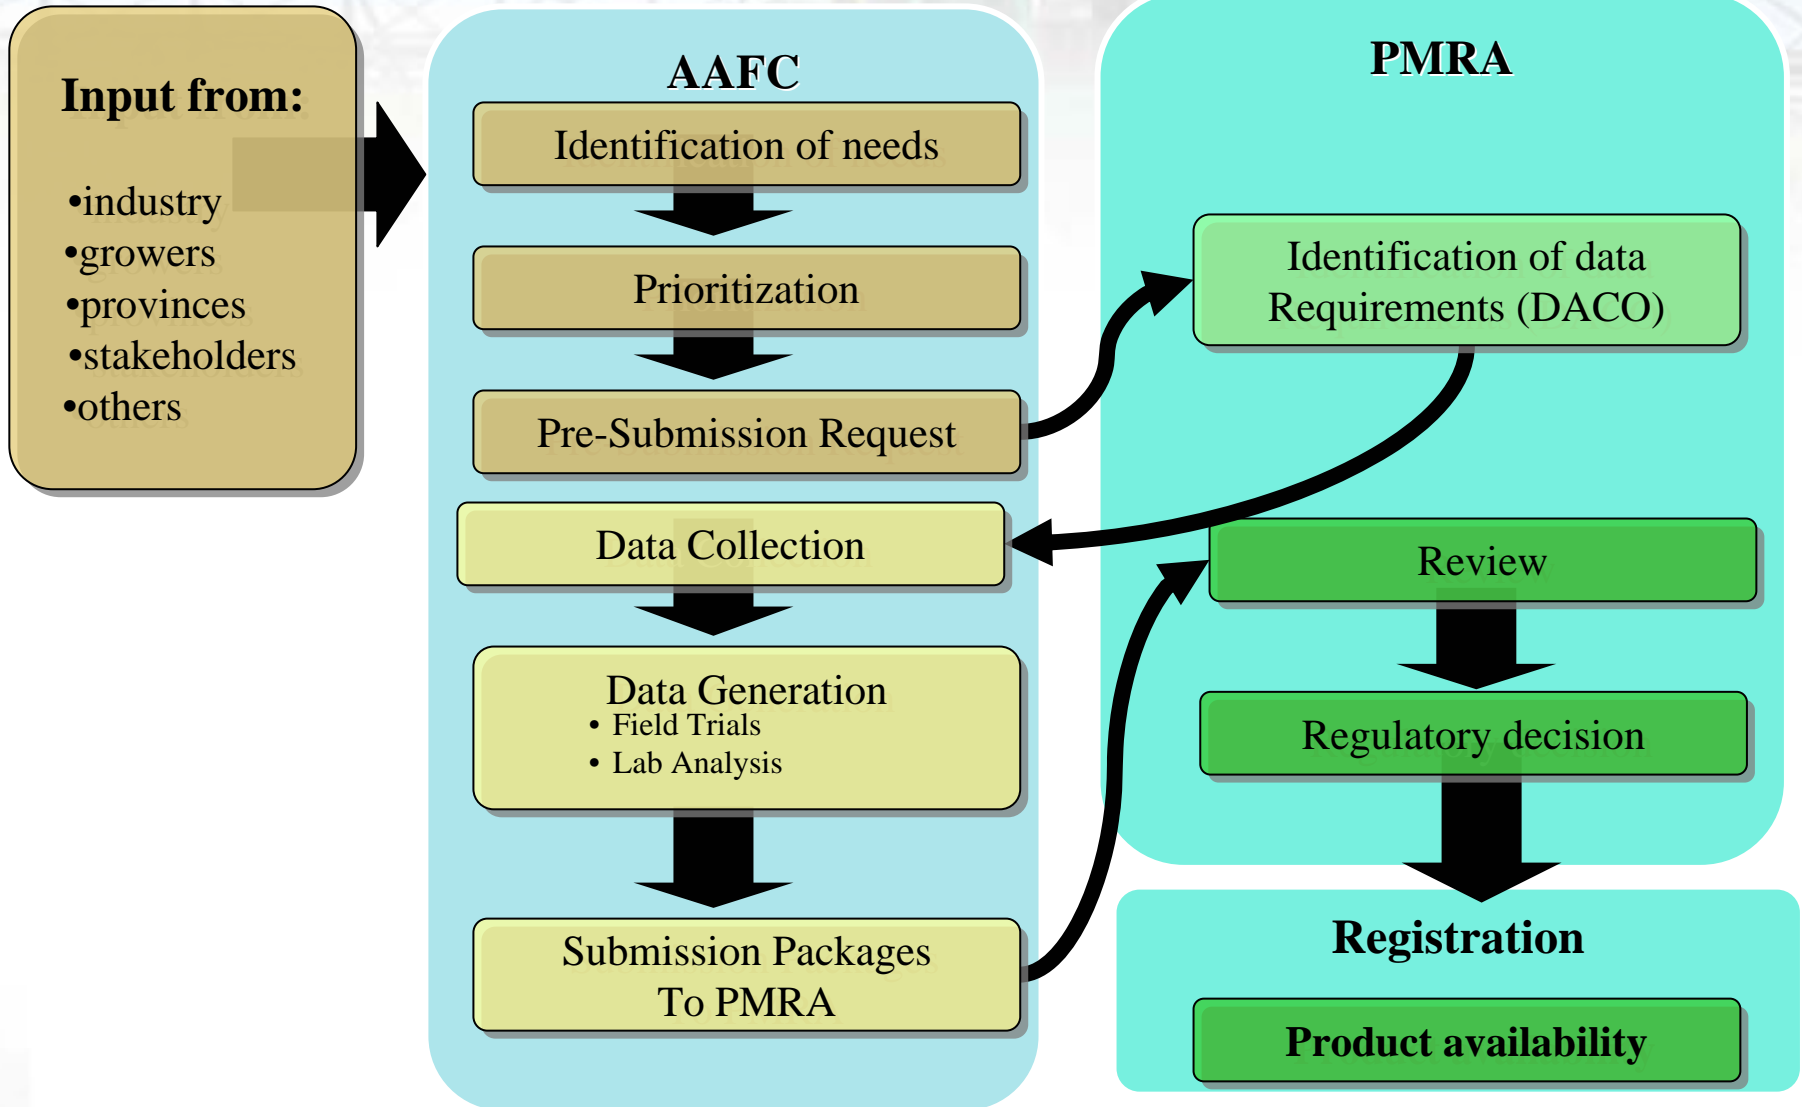 Input from:
•industry
•growers
•provinces
•stakeholders
•others
AAFC
Identification of needs
Prioritization
Pre-Submission Request
Data Collection
Data Generation
• Field Trials
• Lab Analysis
Submission Packages
To PMRA
PMRA
Identification of data
Requirements (DACO)
Review
Regulatory decision
Registration
Product availability